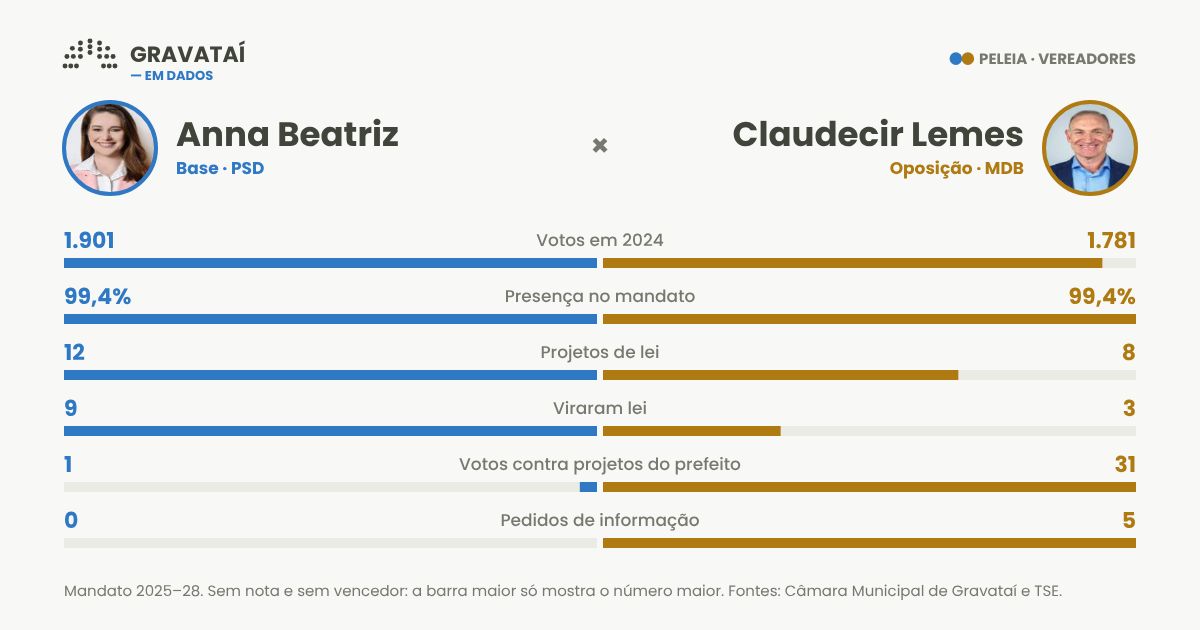 GRAVATAÍ
— EM DADOS
PELEIA · VEREADORES
Anna Beatriz
Base · PSD
×
Claudecir Lemes
Oposição · MDB
1.901 Votos em 2024 1.781
99,4% Presença no mandato 99,4%
12 Projetos de lei 8
9 Viraram lei 3
1 Votos contra projetos do prefeito 31
0 Pedidos de informação 5
Mandato 2025–28. Sem nota e sem vencedor: a barra maior só mostra o número maior. Fontes: Câmara Municipal de Gravataí e TSE.